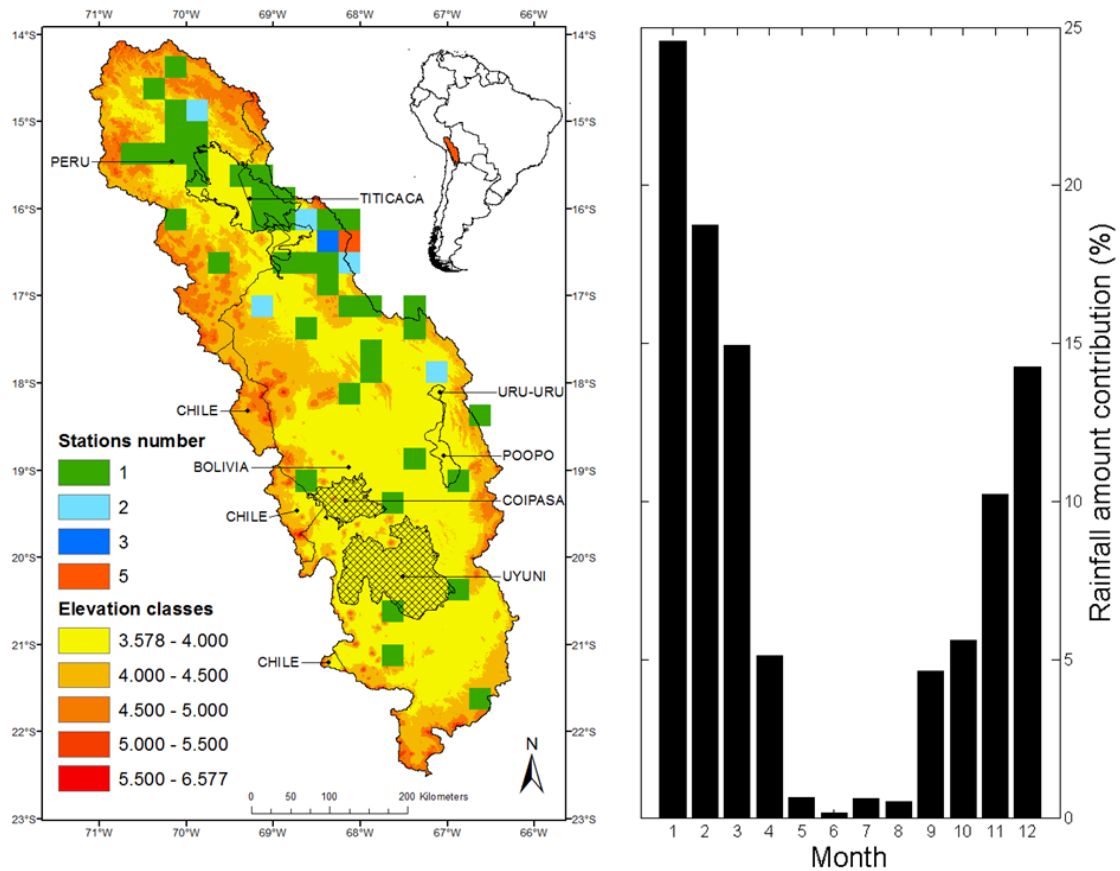 71°W 70°W 69°W 68°W 67°W 66°W
14°S 14°S
15°S 15°S
PERU
TITICACA
16°S 16°S
17°S 17°S
18°S 18°S
URU-URU
CHILE
Stations number
POOPO
1
BOLIVIA
19°S 19°S
2
COIPASA
CHILE
3
20°S 20°S
5
UYUNI
Elevation classes
3.578 - 4.000
21°S 21°S
CHILE
4.000 - 4.500
4.500 - 5.000
22°S 22°S
5.000 - 5.500
N
5.500 - 6.577
0 50 100 200 Kilometers
23°S 23°S
71°W 70°W 69°W 68°W 67°W 66°W
25
20
15
10
5
0
Rainfall amount contribution (%)
1 2 3 4 5 6 7 8 9 10 11 12
Month